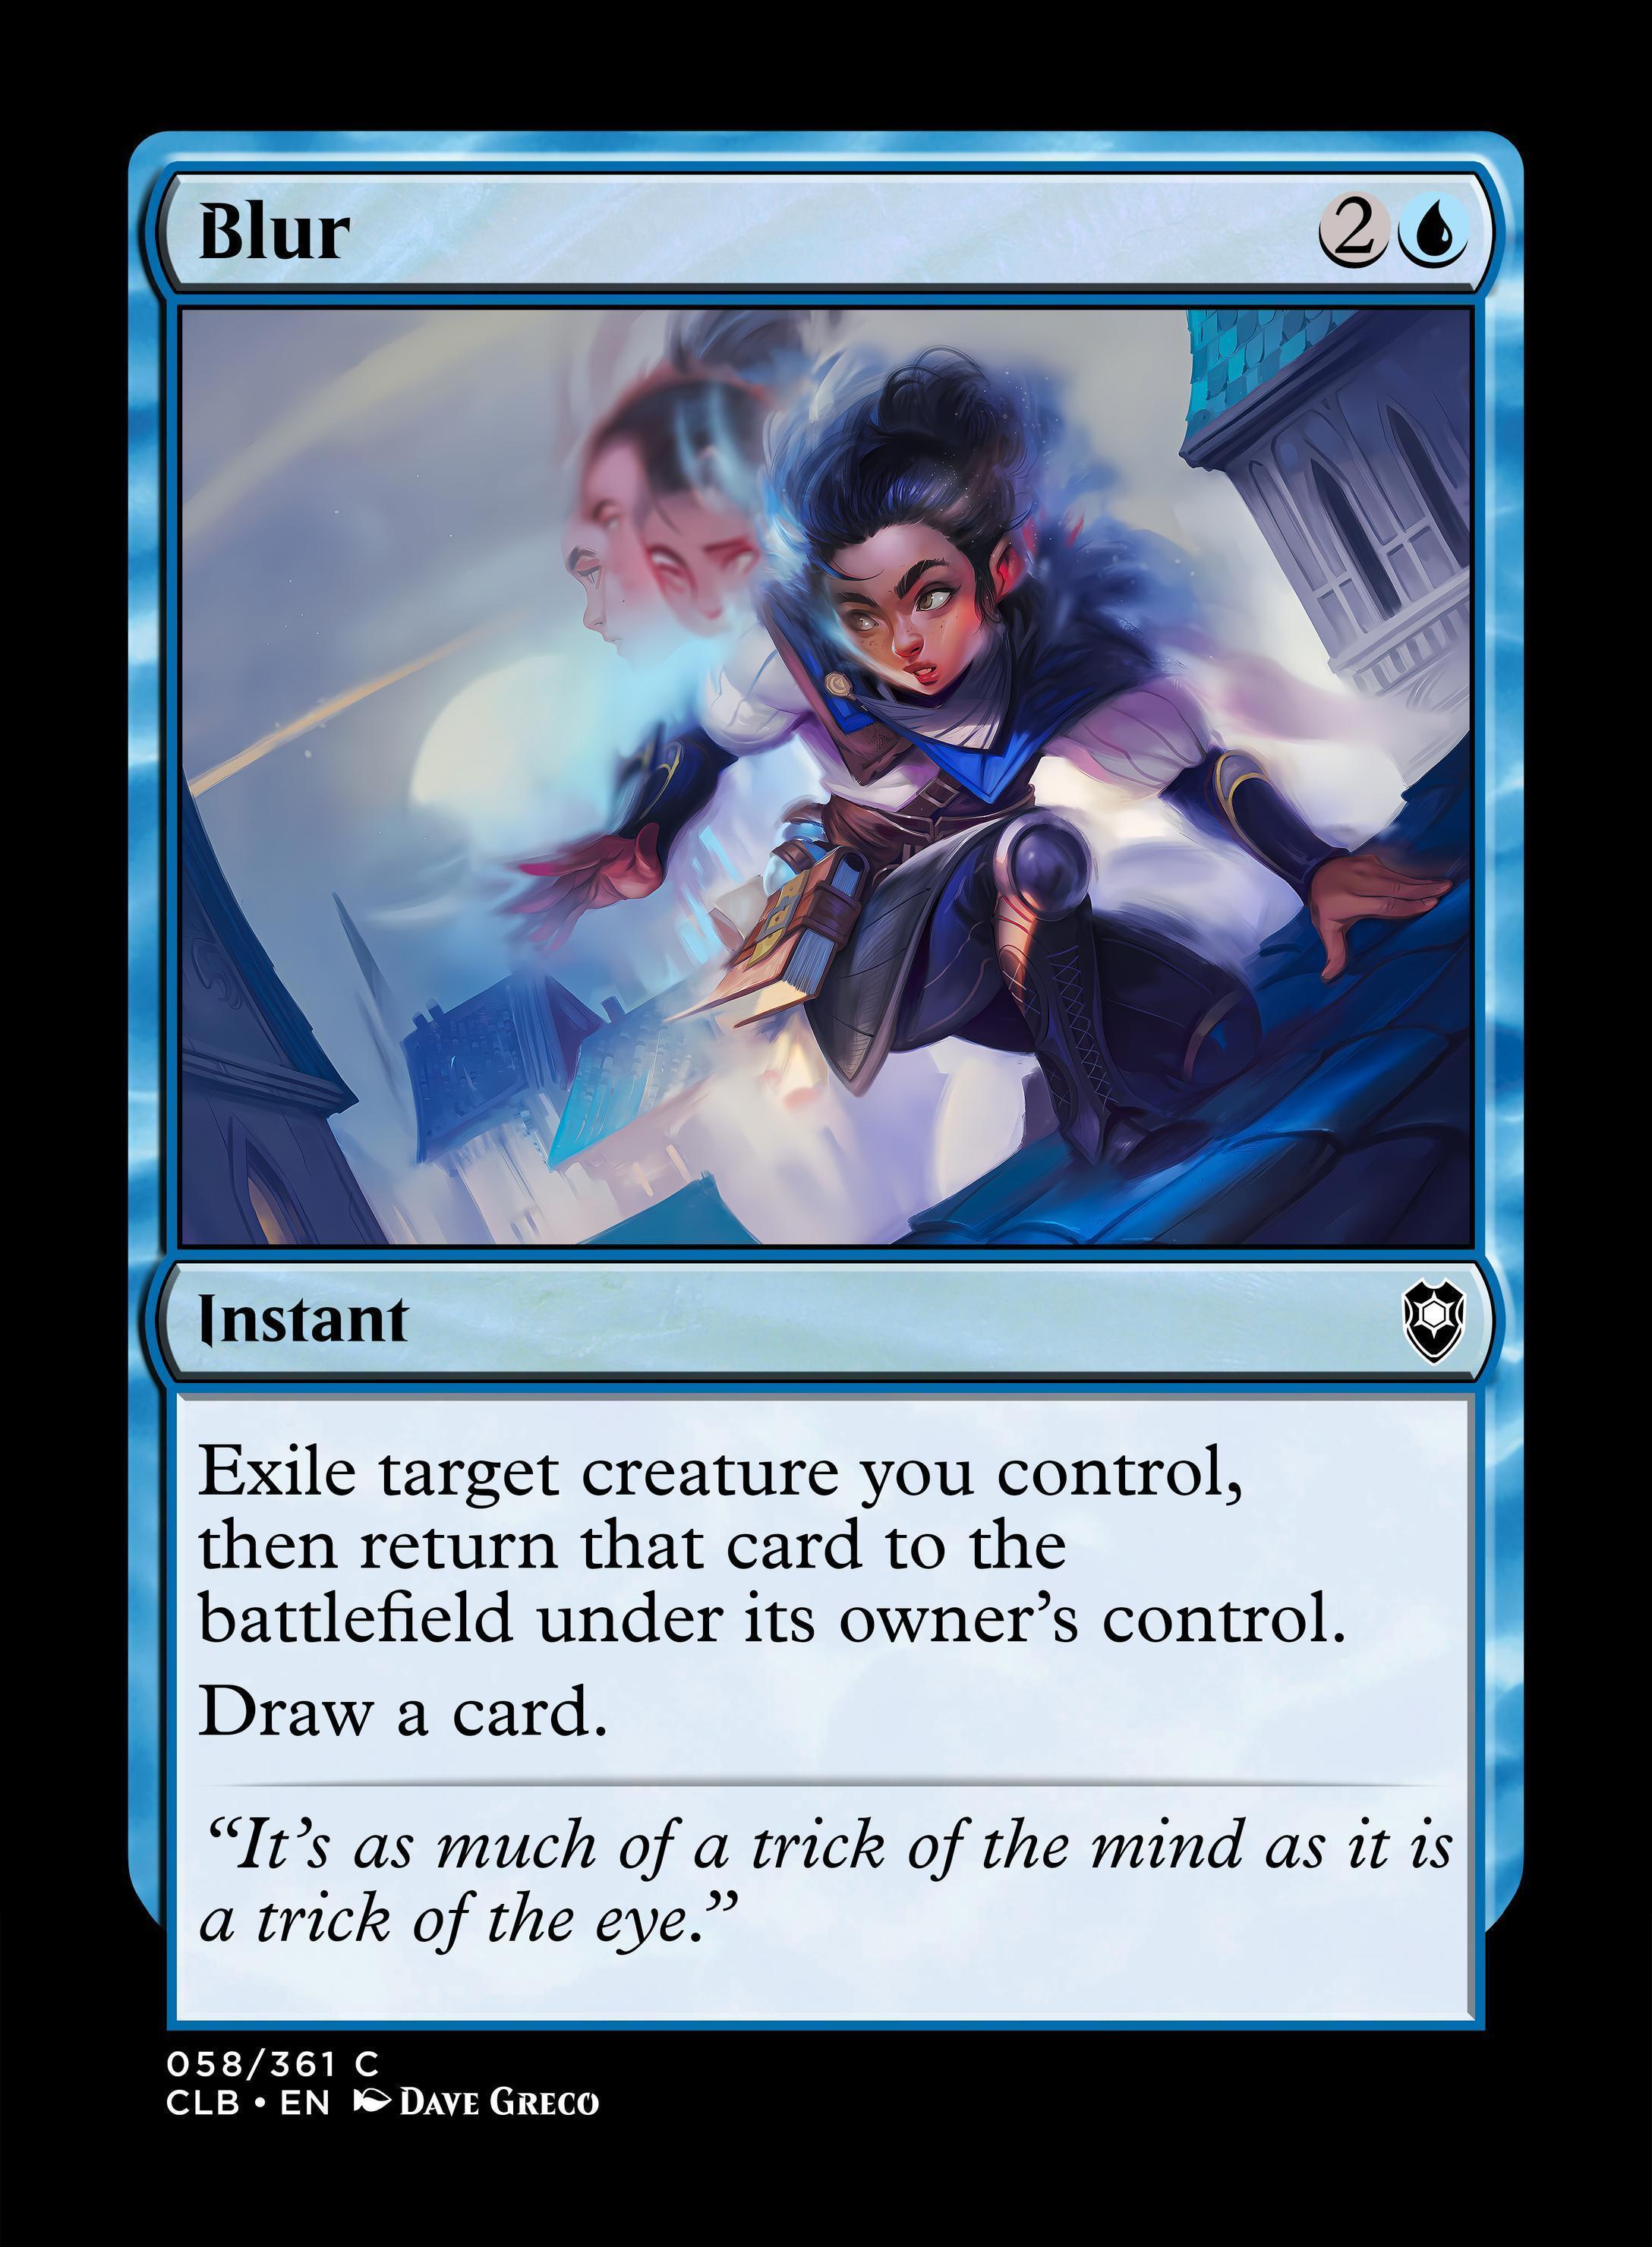 Blur 2
Instant
Exile target creature you control,
then return that card to the
battlefield under its owner’s control.
Draw a card.
“It’s as much of a trick of the mind as it is
a trick of the eye.”
058/361 C
CLB • EN DAVE GRECO